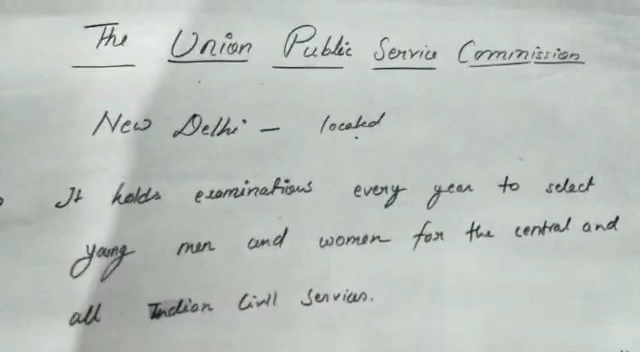 The Union Public Service Commission
New Delhi – located
It holds examinations every year to select
young men and women for the central and
all Indian Civil Services.